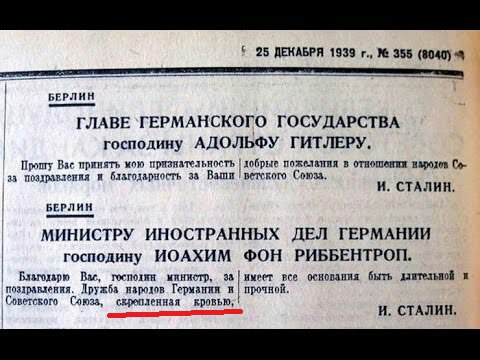 25 ДЕКАБРЯ 1939 г., № 355 (8040)
БЕРЛИН
ГЛАВЕ ГЕРМАНСКОГО ГОСУДАРСТВА
господину АДОЛЬФУ ГИТЛЕРУ.
Прошу Вас принять мою признательность
за поздравления и благодарность за Ваши
добрые пожелания в отношении народов Со-
ветского Союза.
И. СТАЛИН.
БЕРЛИН
МИНИСТРУ ИНОСТРАННЫХ ДЕЛ ГЕРМАНИИ
господину ИОАХИМ ФОН РИББЕНТРОП.
Благодарю Вас, господин министр, за
поздравления. Дружба народов Германии и
Советского Союза, скрепленная кровью,
имеет все основания быть длительной и
прочной.
И. СТАЛИН.